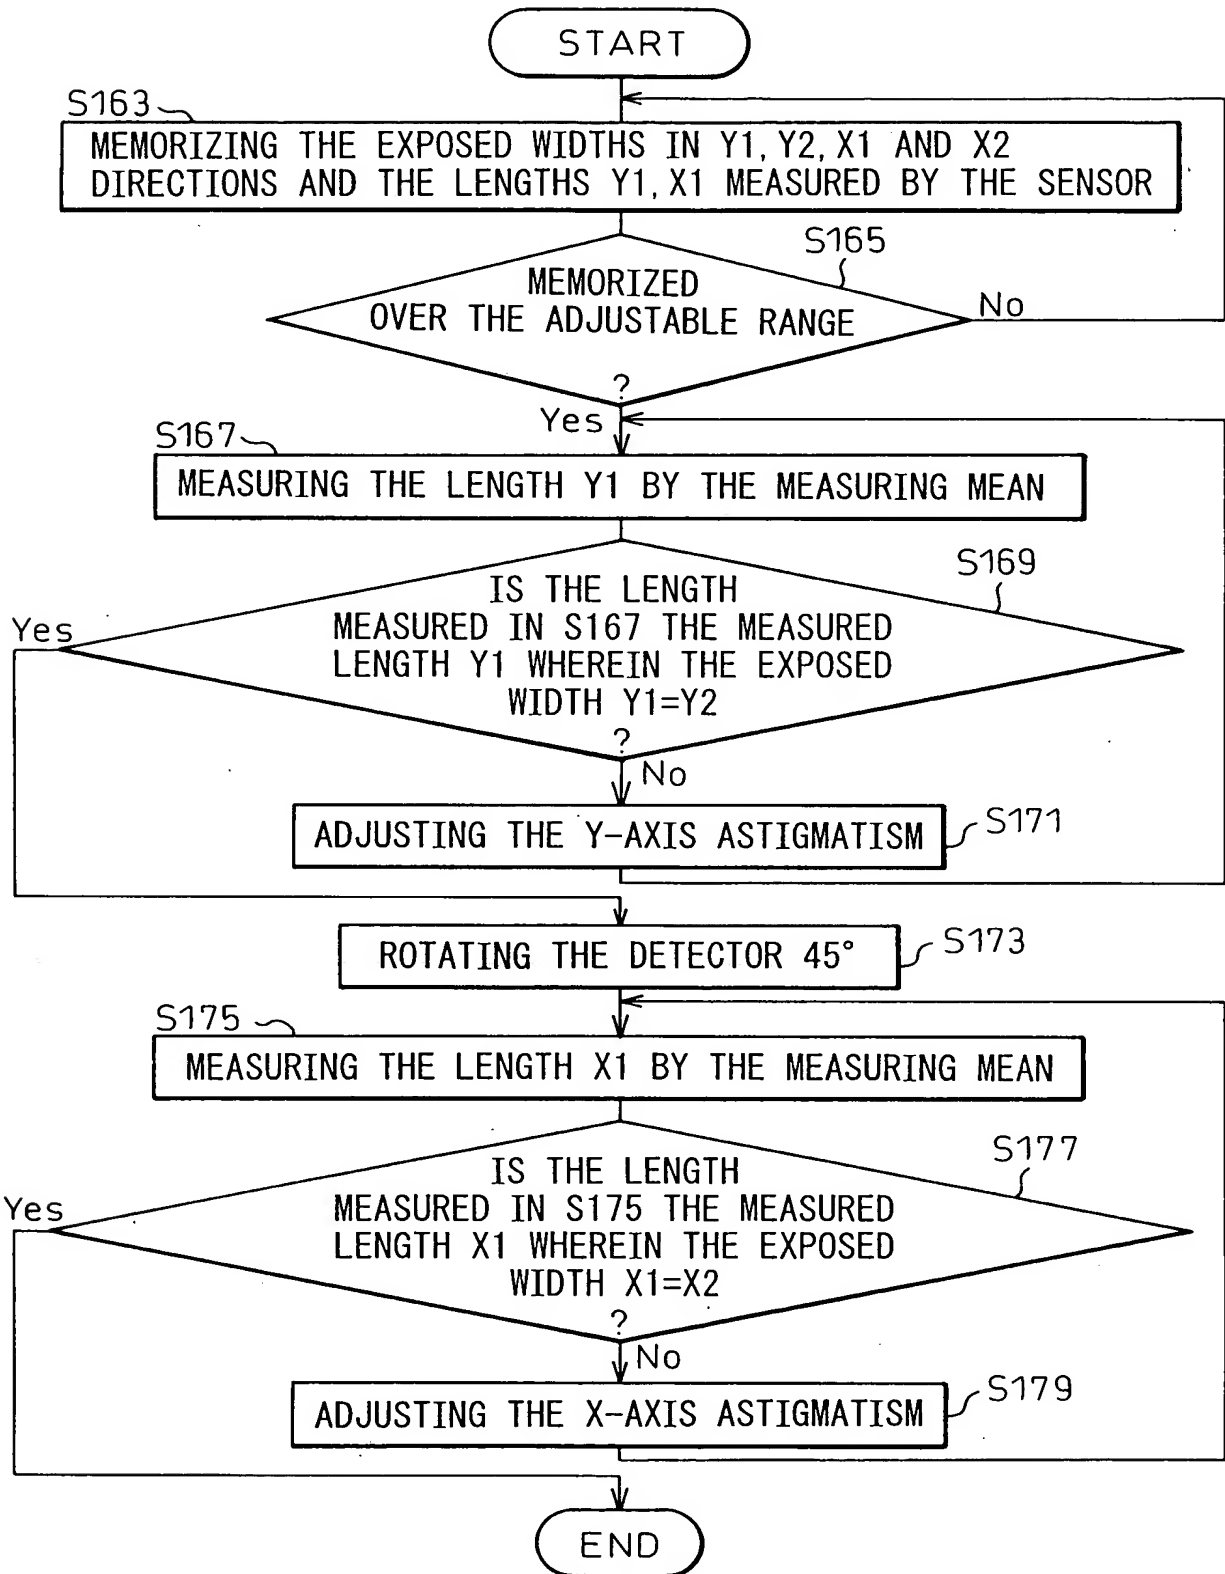 START
S163
MEMORIZING THE EXPOSED WIDTHS IN Y1, Y2, X1 AND X2
DIRECTIONS AND THE LENGTHS Y1, X1 MEASURED BY THE SENSOR
S165
MEMORIZED
OVER THE ADJUSTABLE RANGE
?
No
Yes
S167
MEASURING THE LENGTH Y1 BY THE MEASURING MEAN
S169
IS THE LENGTH
MEASURED IN S167 THE MEASURED
LENGTH Y1 WHEREIN THE EXPOSED
WIDTH Y1=Y2
?
Yes
No
ADJUSTING THE Y-AXIS ASTIGMATISM
S171
ROTATING THE DETECTOR 45°
S173
S175
MEASURING THE LENGTH X1 BY THE MEASURING MEAN
S177
IS THE LENGTH
MEASURED IN S175 THE MEASURED
LENGTH X1 WHEREIN THE EXPOSED
WIDTH X1=X2
?
Yes
No
ADJUSTING THE X-AXIS ASTIGMATISM
S179
END